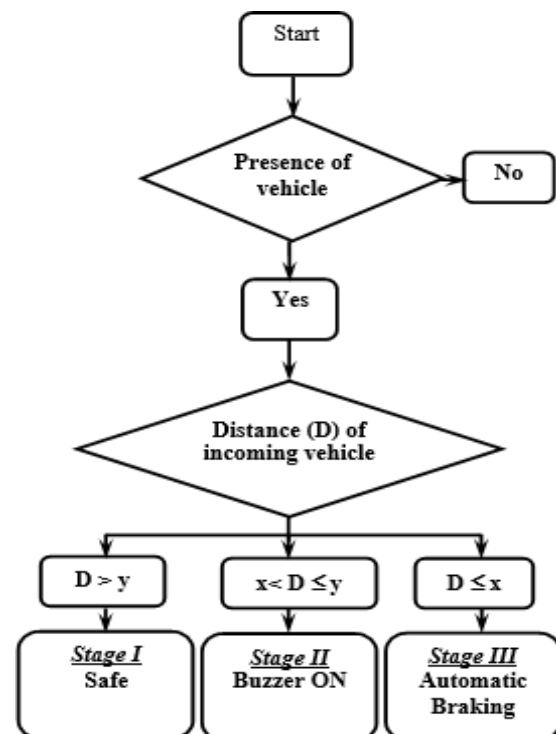 Start
Presence of
vehicle
No
Yes
Distance (D) of
incoming vehicle
D > y
x< D ≤ y
D ≤ x
Stage I
Safe
Stage II
Buzzer ON
Stage III
Automatic
Braking